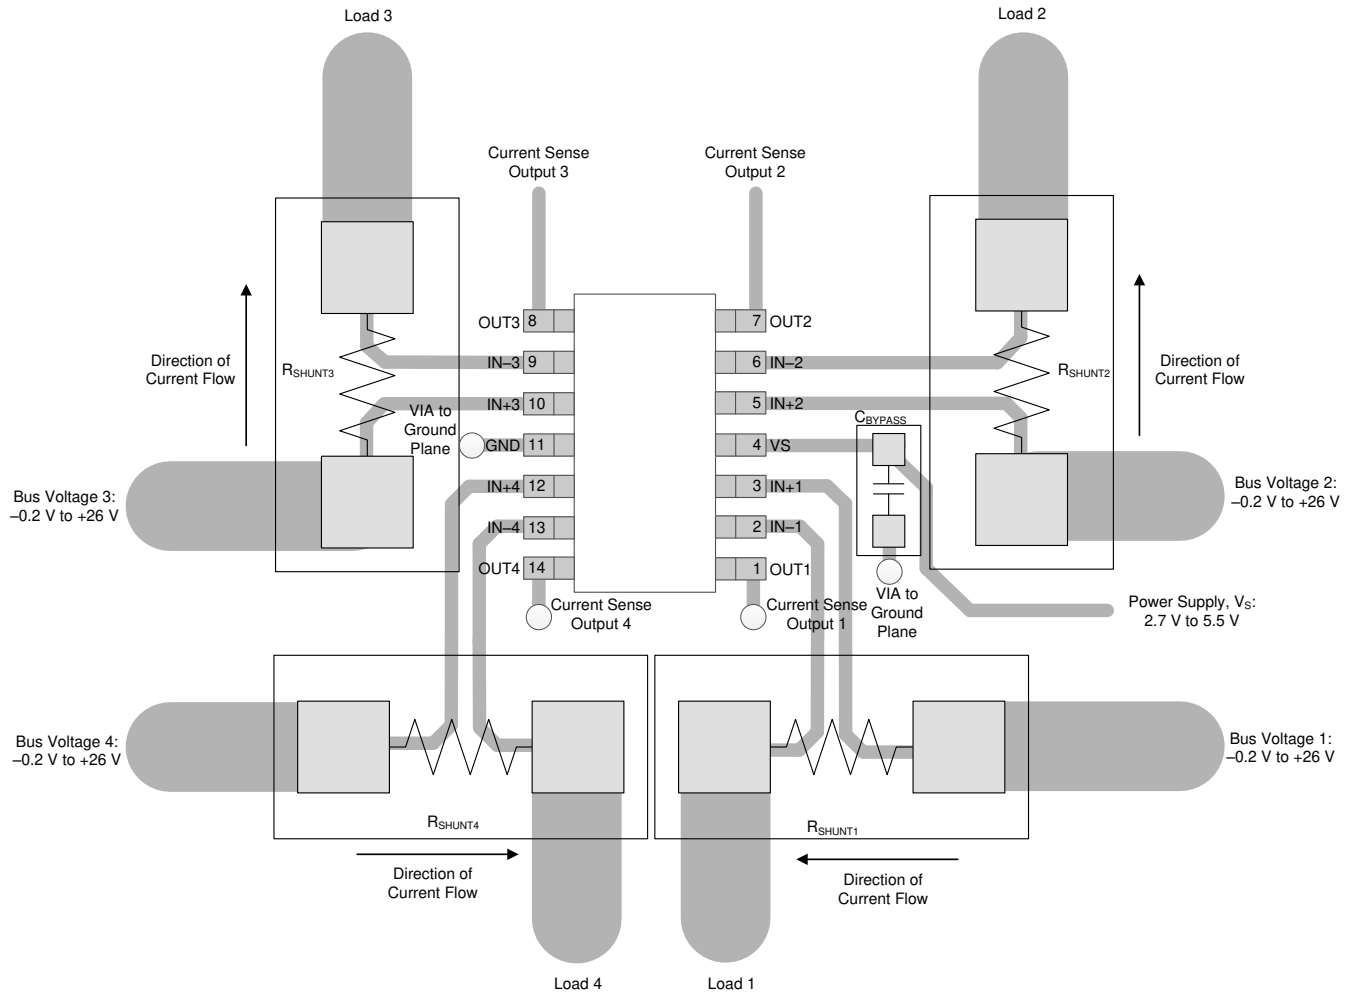 Load 3
Load 2
Current Sense
Output 3
Current Sense
Output 2
OUT3 8
7 OUT2
IN–3 9
6 IN–2
Direction of
Current Flow
RSHUNT3
RSHUNT2
Direction of
Current Flow
IN+3 10
5 IN+2
VIA to
Ground
Plane
CBYPASS
GND 11
4 VS
IN+4 12
3 IN+1
Bus Voltage 3:
–0.2 V to +26 V
Bus Voltage 2:
–0.2 V to +26 V
IN–4 13
2 IN–1
OUT4 14
1 OUT1
Current Sense
Output 4
Current Sense
Output 1
VIA to
Ground
Plane
Power Supply, VS:
2.7 V to 5.5 V
Bus Voltage 4:
–0.2 V to +26 V
Bus Voltage 1:
–0.2 V to +26 V
RSHUNT4
RSHUNT1
Direction of
Current Flow
Direction of
Current Flow
Load 4
Load 1